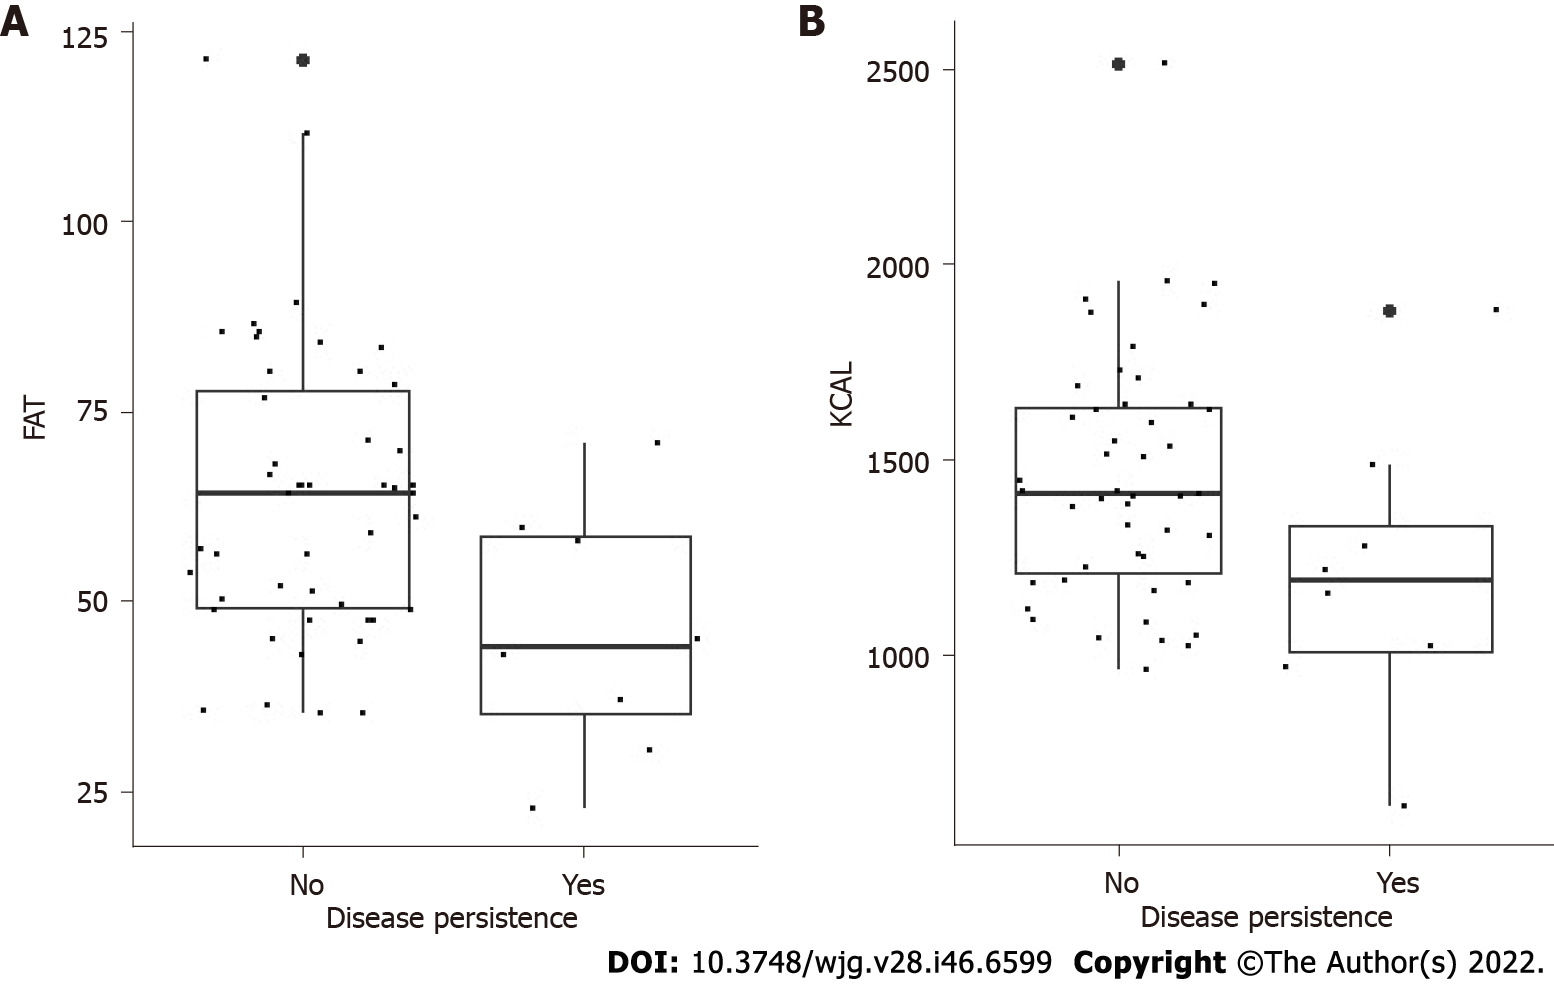 A
B
125
100
75
50
25
FAT
No
Yes
Disease persistence
2500
2000
1500
1000
KCAL
No
Yes
Disease persistence
DOI: 10.3748/wjg.v28.i46.6599 Copyright ©The Author(s) 2022.